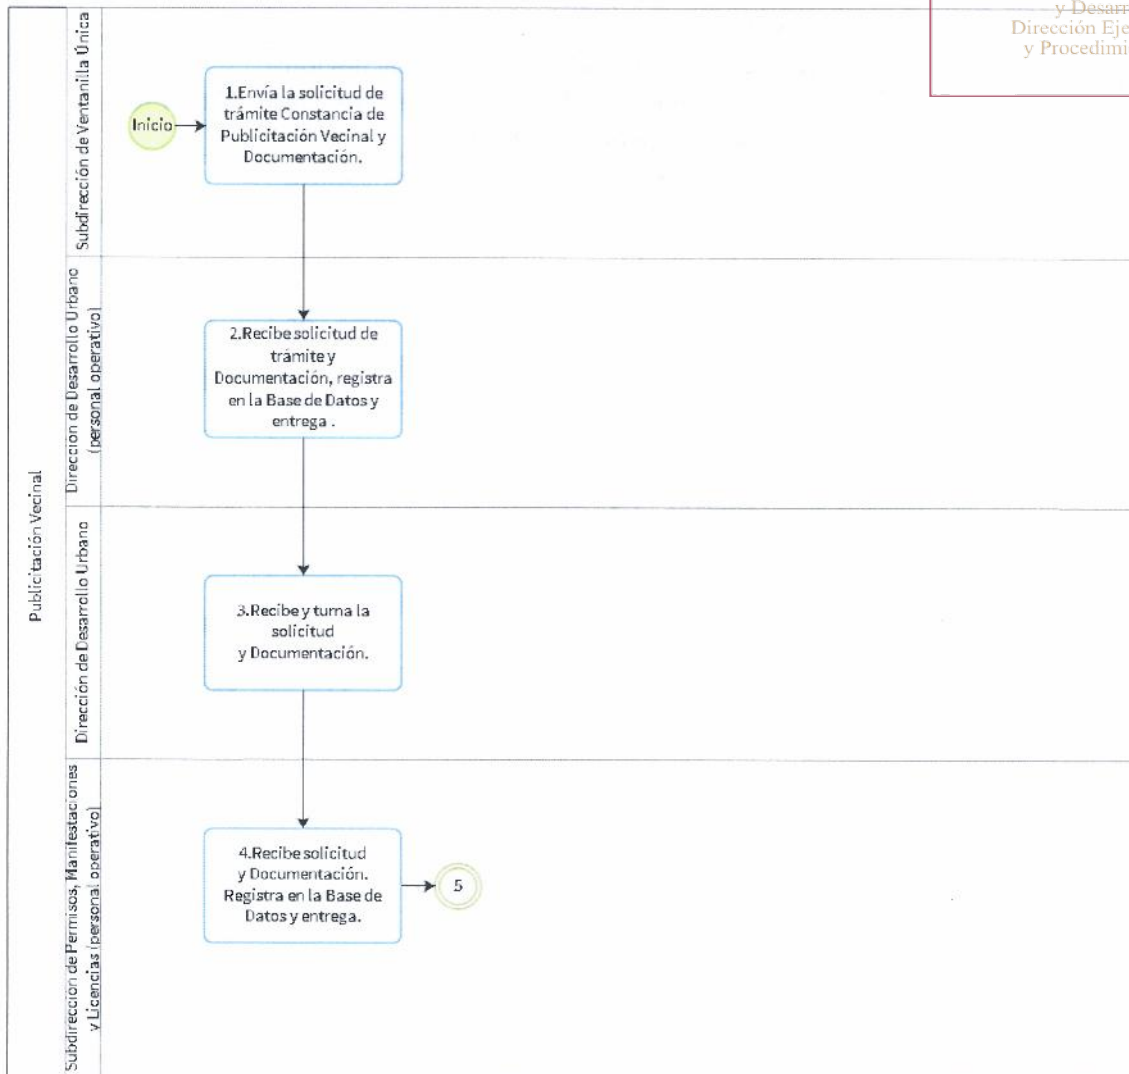 y Desarr
Dirección Eje
y Procedimi
Publicitación Vecinal
Subdirección de Ventanilla Única
Inicio
1.Envía la solicitud de
trámite Constancia de
Publicitación Vecinal y
Documentación.
Dirección de Desarrollo Urbano
(personal operativo)
2.Recibe solicitud de
trámite y
Documentación, registra
en la Base de Datos y
entrega .
Dirección de Desarrollo Urbano
3.Recibe y turna la
solicitud
y Documentación.
Subdirección de Permisos, Manifestaciones
y Licencias (personal operativo)
4.Recibe solicitud
y Documentación.
Registra en la Base de
Datos y entrega.
5